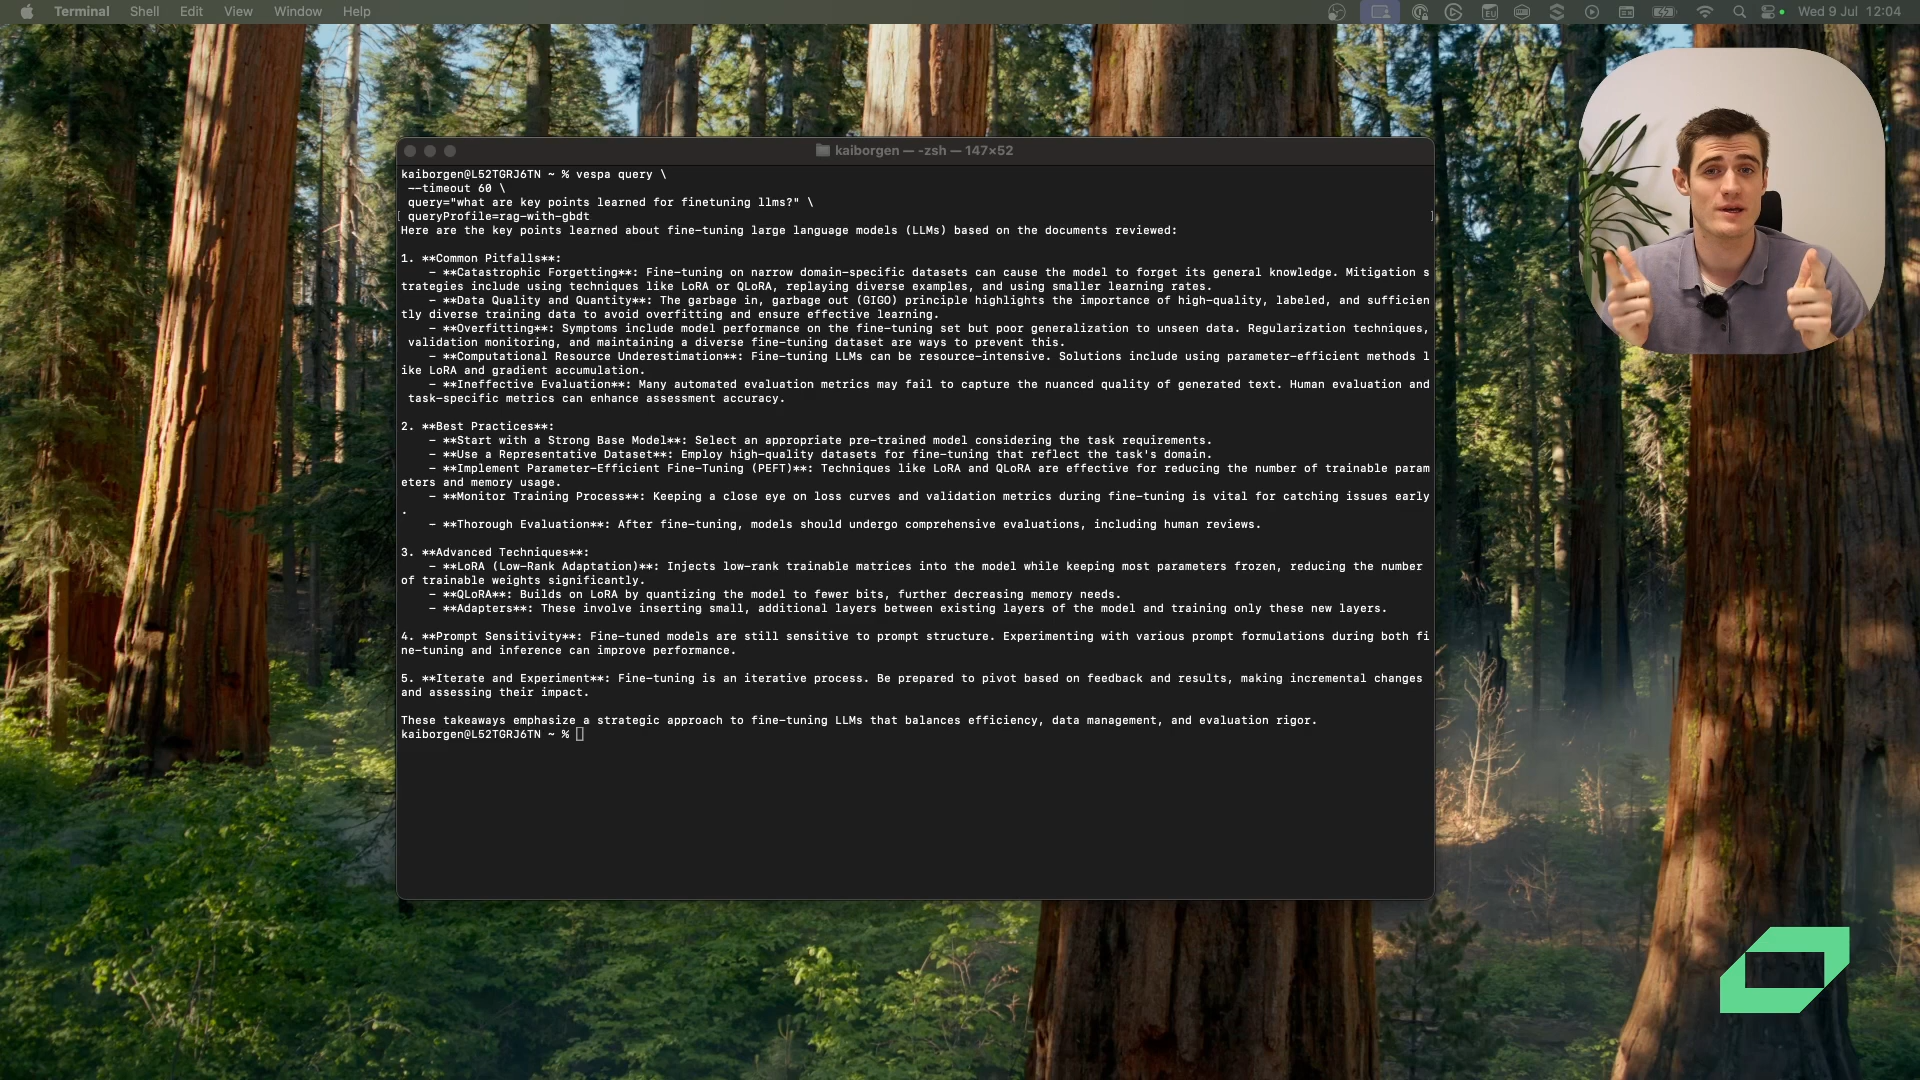 Terminal Shell Edit View Window Help Wed 9 Jul 12:04
kaiborgen — -zsh — 147×52
kaiborgen@L52TGRJ6TN ~ % vespa query \
--timeout 60 \
query="what are key points learned for finetuning llms?" \
[ queryProfile=rag-with-gbdt ]
Here are the key points learned about fine-tuning large language models (LLMs) based on the documents reviewed:
1. **Common Pitfalls**:
- **Catastrophic Forgetting**: Fine-tuning on narrow domain-specific datasets can cause the model to forget its general knowledge. Mitigation s
trategies include using techniques like LoRA or QLoRA, replaying diverse examples, and using smaller learning rates.
- **Data Quality and Quantity**: The garbage in, garbage out (GIGO) principle highlights the importance of high-quality, labeled, and sufficien
tly diverse training data to avoid overfitting and ensure effective learning.
- **Overfitting**: Symptoms include model performance on the fine-tuning set but poor generalization to unseen data. Regularization techniques,
validation monitoring, and maintaining a diverse fine-tuning dataset are ways to prevent this.
- **Computational Resource Underestimation**: Fine-tuning LLMs can be resource-intensive. Solutions include using parameter-efficient methods l
ike LoRA and gradient accumulation.
- **Ineffective Evaluation**: Many automated evaluation metrics may fail to capture the nuanced quality of generated text. Human evaluation and
task-specific metrics can enhance assessment accuracy.
2. **Best Practices**:
- **Start with a Strong Base Model**: Select an appropriate pre-trained model considering the task requirements.
- **Use a Representative Dataset**: Employ high-quality datasets for fine-tuning that reflect the task's domain.
- **Implement Parameter-Efficient Fine-Tuning (PEFT)**: Techniques like LoRA and QLoRA are effective for reducing the number of trainable param
eters and memory usage.
- **Monitor Training Process**: Keeping a close eye on loss curves and validation metrics during fine-tuning is vital for catching issues early
.
- **Thorough Evaluation**: After fine-tuning, models should undergo comprehensive evaluations, including human reviews.
3. **Advanced Techniques**:
- **LoRA (Low-Rank Adaptation)**: Injects low-rank trainable matrices into the model while keeping most parameters frozen, reducing the number
of trainable weights significantly.
- **QLoRA**: Builds on LoRA by quantizing the model to fewer bits, further decreasing memory needs.
- **Adapters**: These involve inserting small, additional layers between existing layers of the model and training only these new layers.
4. **Prompt Sensitivity**: Fine-tuned models are still sensitive to prompt structure. Experimenting with various prompt formulations during both fi
ne-tuning and inference can improve performance.
5. **Iterate and Experiment**: Fine-tuning is an iterative process. Be prepared to pivot based on feedback and results, making incremental changes
and assessing their impact.
These takeaways emphasize a strategic approach to fine-tuning LLMs that balances efficiency, data management, and evaluation rigor.
kaiborgen@L52TGRJ6TN ~ %